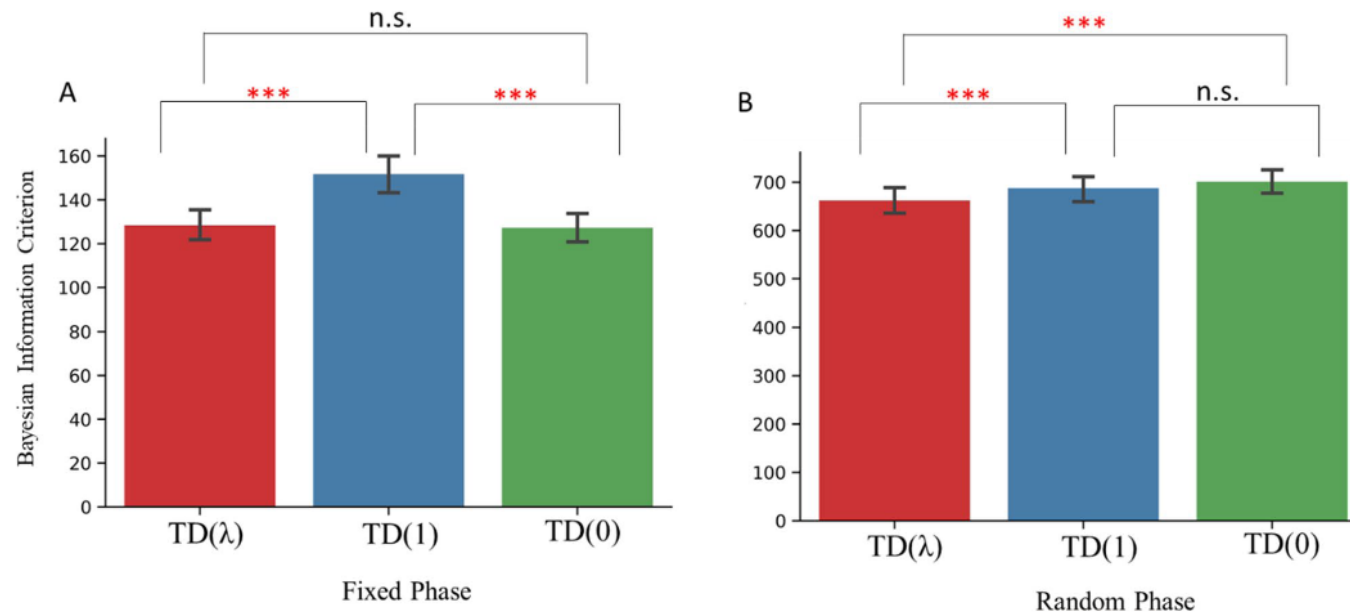 n.s.
***
A
***
***
B
***
n.s.
160
140
120
100
80
60
40
20
0
Bayesian Information Criterion
TD(λ)
TD(1)
TD(0)
Fixed Phase
700
600
500
400
300
200
100
0
TD(λ)
TD(1)
TD(0)
Random Phase